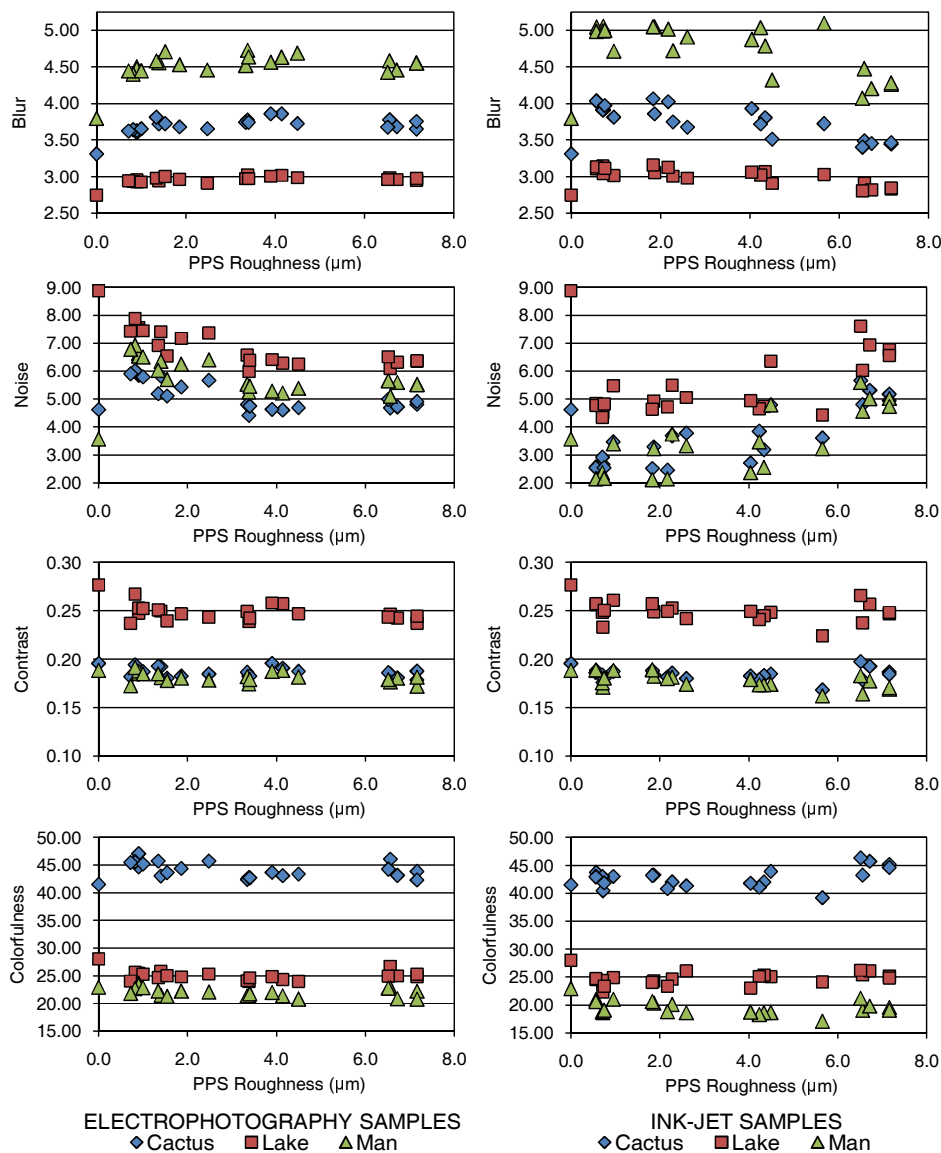 5.00
4.50
4.00
3.50
3.00
2.50
Blur
0.0 2.0 4.0 6.0 8.0
PPS Roughness (µm)
5.00
4.50
4.00
3.50
3.00
2.50
Blur
0.0 2.0 4.0 6.0 8.0
PPS Roughness (µm)
9.00
8.00
7.00
6.00
5.00
4.00
3.00
2.00
Noise
0.0 2.0 4.0 6.0 8.0
PPS Roughness (µm)
9.00
8.00
7.00
6.00
5.00
4.00
3.00
2.00
Noise
0.0 2.0 4.0 6.0 8.0
PPS Roughness (µm)
0.30
0.25
0.20
0.15
0.10
Contrast
0.0 2.0 4.0 6.0 8.0
PPS Roughness (µm)
0.30
0.25
0.20
0.15
0.10
Contrast
0.0 2.0 4.0 6.0 8.0
PPS Roughness (µm)
50.00
45.00
40.00
35.00
30.00
25.00
20.00
15.00
Colorfulness
0.0 2.0 4.0 6.0 8.0
PPS Roughness (µm)
50.00
45.00
40.00
35.00
30.00
25.00
20.00
15.00
Colorfulness
0.0 2.0 4.0 6.0 8.0
PPS Roughness (µm)
ELECTROPHOTOGRAPHY SAMPLES
Cactus Lake Man
INK-JET SAMPLES
Cactus Lake Man